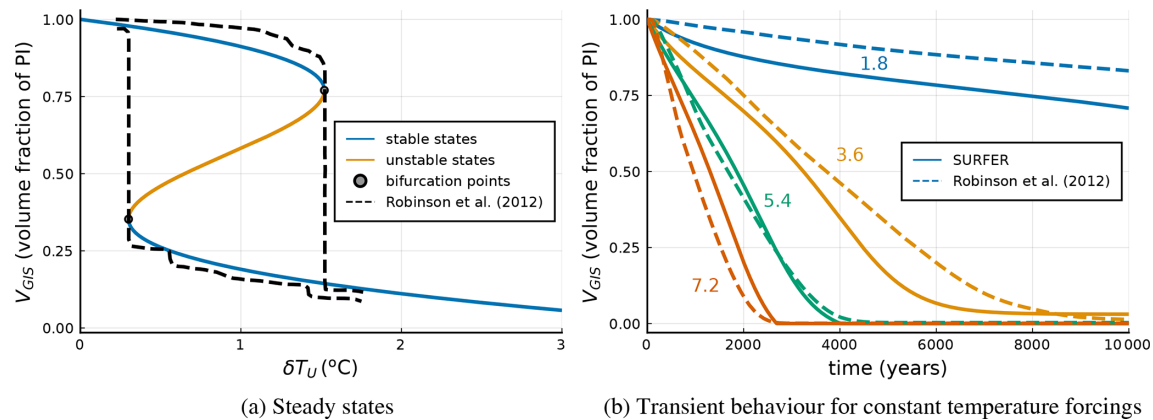 V_GIS (volume fraction of PI)
1.00
0.75
0.50
0.25
0.00
stable states
unstable states
bifurcation points
Robinson et al. (2012)
0 1 2 3
δT_U (°C)
(a) Steady states
V_GIS (volume fraction of PI)
1.00
0.75
0.50
0.25
0.00
1.8
3.6
5.4
7.2
SURFER
Robinson et al. (2012)
0 2000 4000 6000 8000 10000
time (years)
(b) Transient behaviour for constant temperature forcings